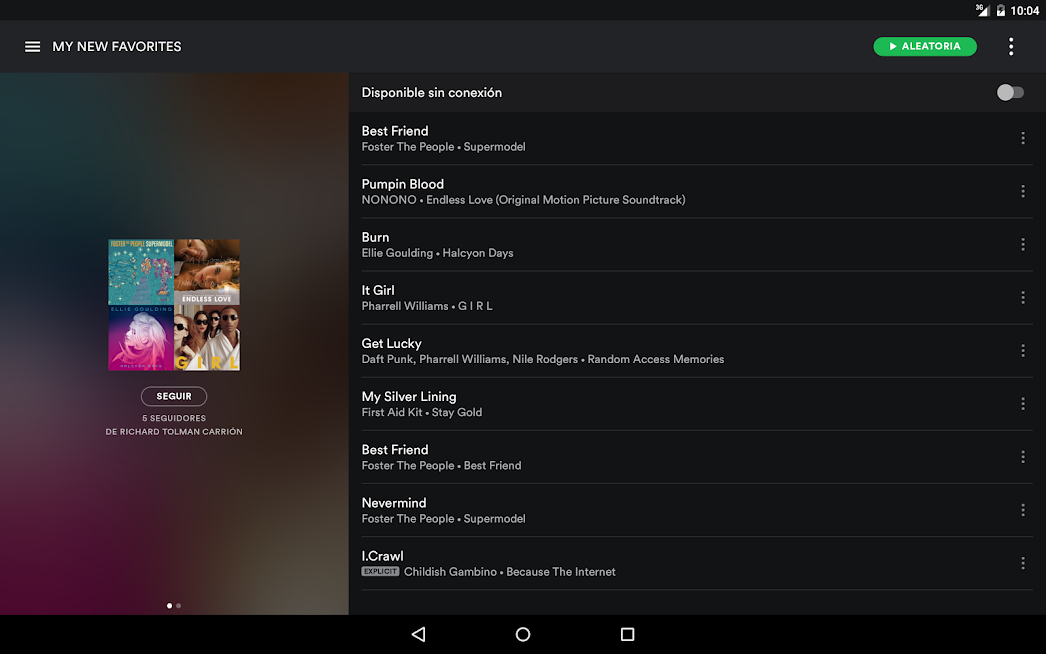 3G 10:04
MY NEW FAVORITES
ALEATORIA
FOSTER THE PEOPLE SUPERMODEL
ENDLESS LOVE
ELLIE GOULDING
HALCYON DAYS
GIRL
SEGUIR
5 SEGUIDORES
DE RICHARD TOLMAN CARRIÓN
Disponible sin conexión
Best Friend
Foster The People • Supermodel
Pumpin Blood
NONONO • Endless Love (Original Motion Picture Soundtrack)
Burn
Ellie Goulding • Halcyon Days
It Girl
Pharrell Williams • G I R L
Get Lucky
Daft Punk, Pharrell Williams, Nile Rodgers • Random Access Memories
My Silver Lining
First Aid Kit • Stay Gold
Best Friend
Foster The People • Best Friend
Nevermind
Foster The People • Supermodel
I.Crawl
EXPLICIT Childish Gambino • Because The Internet